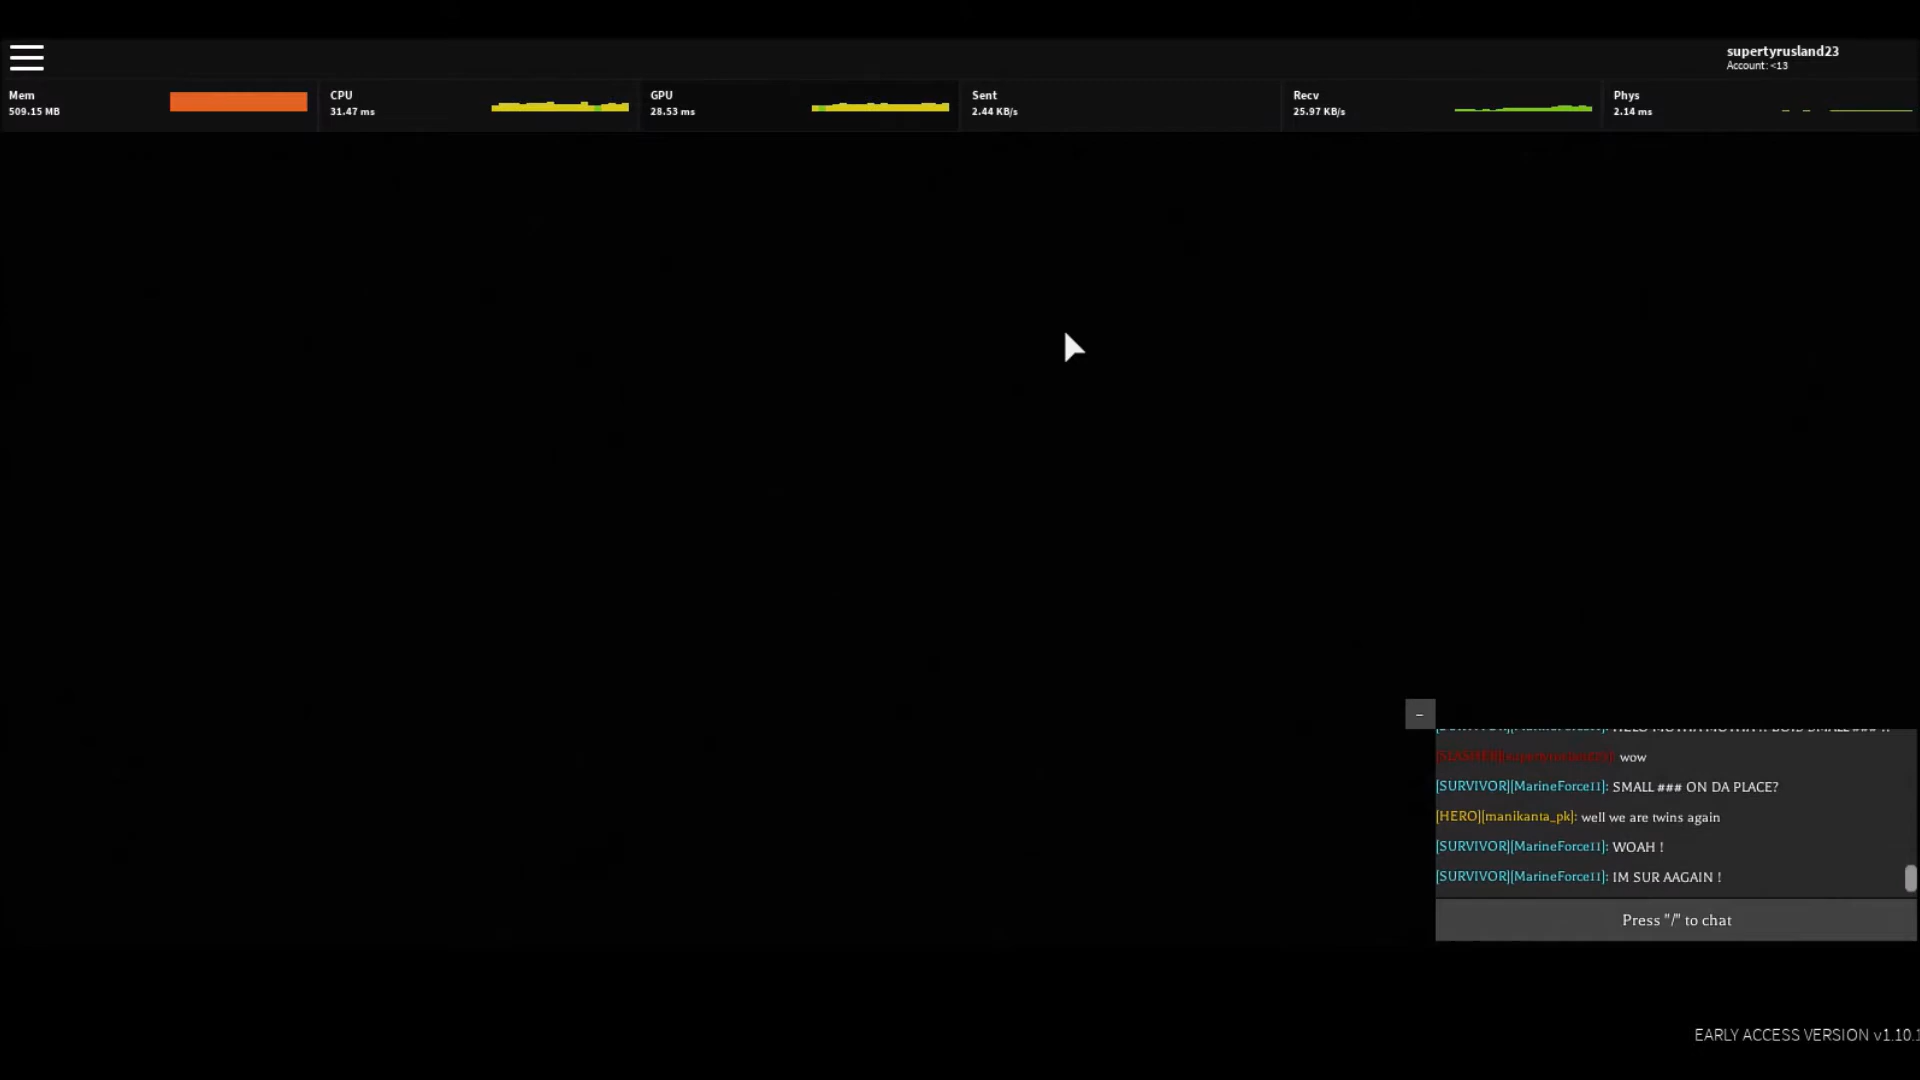 supertyrusland23
Account: <13
Mem
509.15 MB
CPU
31.47 ms
GPU
28.53 ms
Sent
2.44 KB/s
Recv
25.97 KB/s
Phys
2.14 ms
-
[SLASHER][supertyrusland23]: wow
[SURVIVOR][MarineForce11]: SMALL ### ON DA PLACE?
[HERO][manikanta_pk]: well we are twins again
[SURVIVOR][MarineForce11]: WOAH !
[SURVIVOR][MarineForce11]: IM SUR AAGAIN !
Press "/" to chat
EARLY ACCESS VERSION v1.10.1